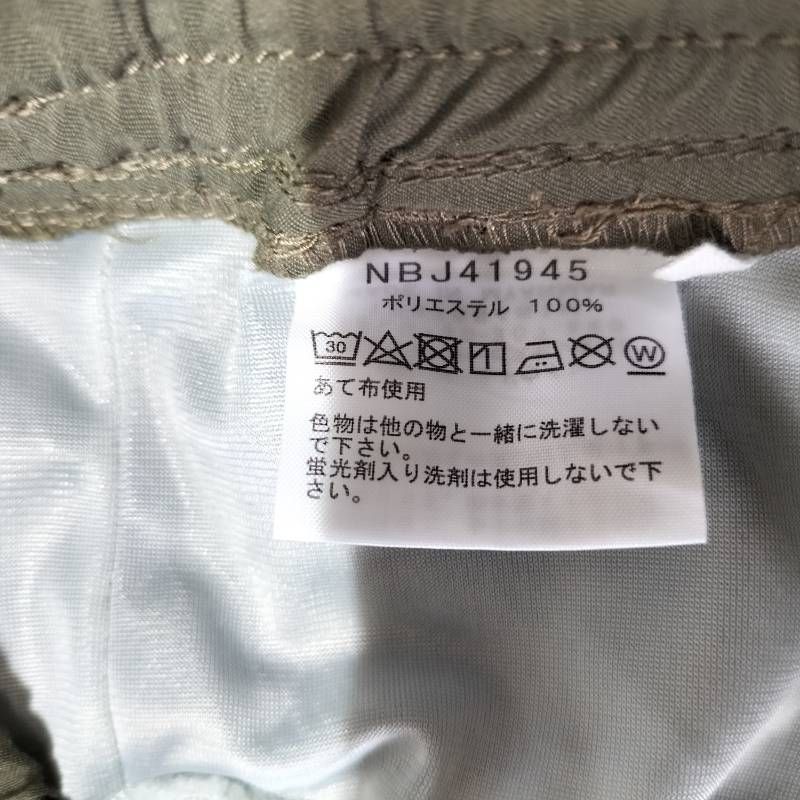 NBJ41945
ポリエステル 100%
30 W
あて布使用
色物は他の物と一緒に洗濯しない
で下さい。
蛍光剤入り洗剤は使用しないで下
さい。